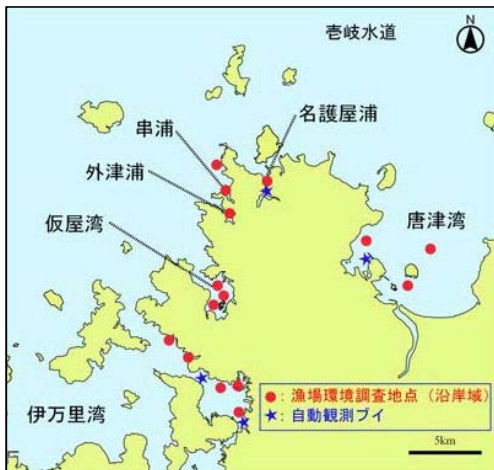 N
壱岐水道
串浦
名護屋浦
外津浦
仮屋湾
唐津湾
伊万里湾
●：漁場環境調査地点（沿岸域）
★：自動観測ブイ
5km